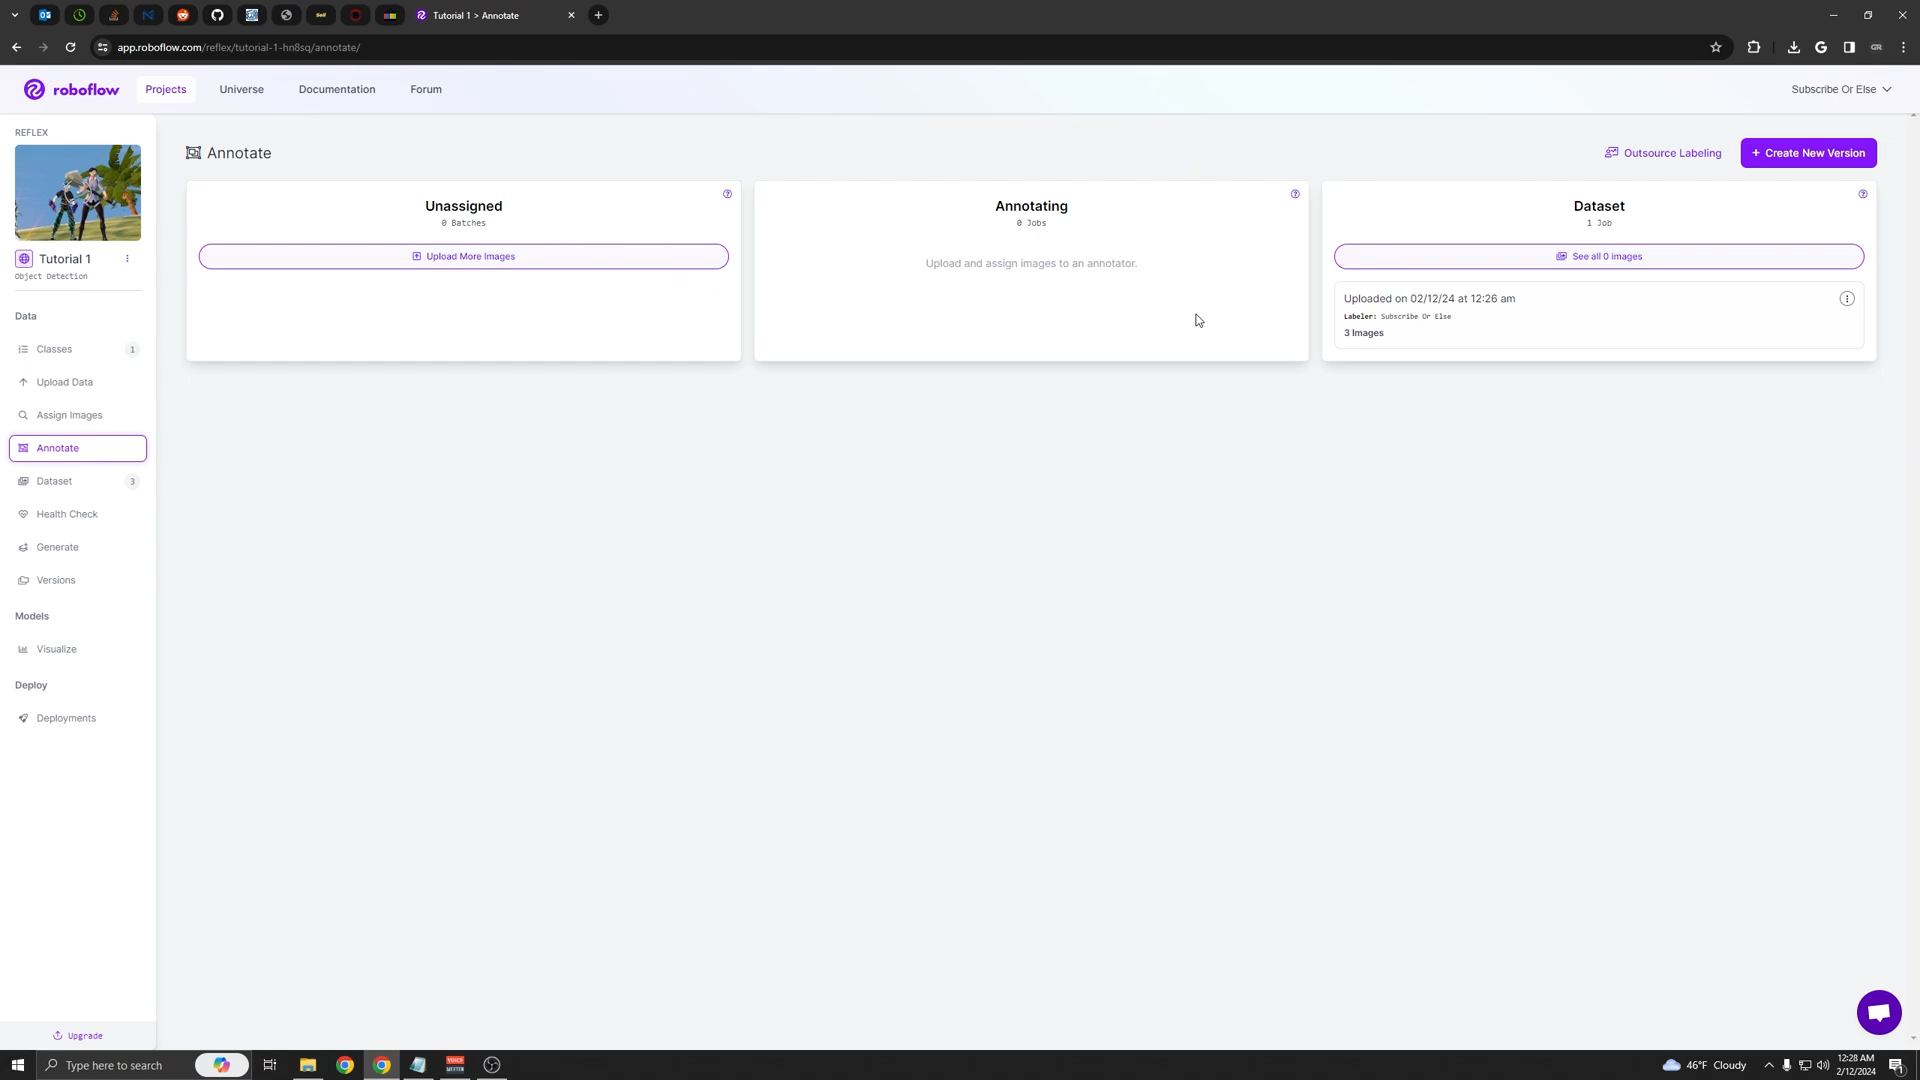 Sell
Tutorial 1 > Annotate
app.roboflow.com/reflex/tutorial-1-hn8sq/annotate/
GR
roboflow
Projects
Universe
Documentation
Forum
Subscribe Or Else
REFLEX
Tutorial 1
Object Detection
Data
Classes 1
Upload Data
Assign Images
Annotate
Dataset 3
Health Check
Generate
Versions
Models
Visualize
Deploy
Deployments
Upgrade
Annotate
Outsource Labeling
+ Create New Version
Unassigned
0 Batches
Upload More Images
Annotating
0 Jobs
Upload and assign images to an annotator.
Dataset
1 Job
See all 0 images
Uploaded on 02/12/24 at 12:26 am
Labeler: Subscribe Or Else
3 Images
Type here to search
46°F Cloudy
12:28 AM
2/12/2024